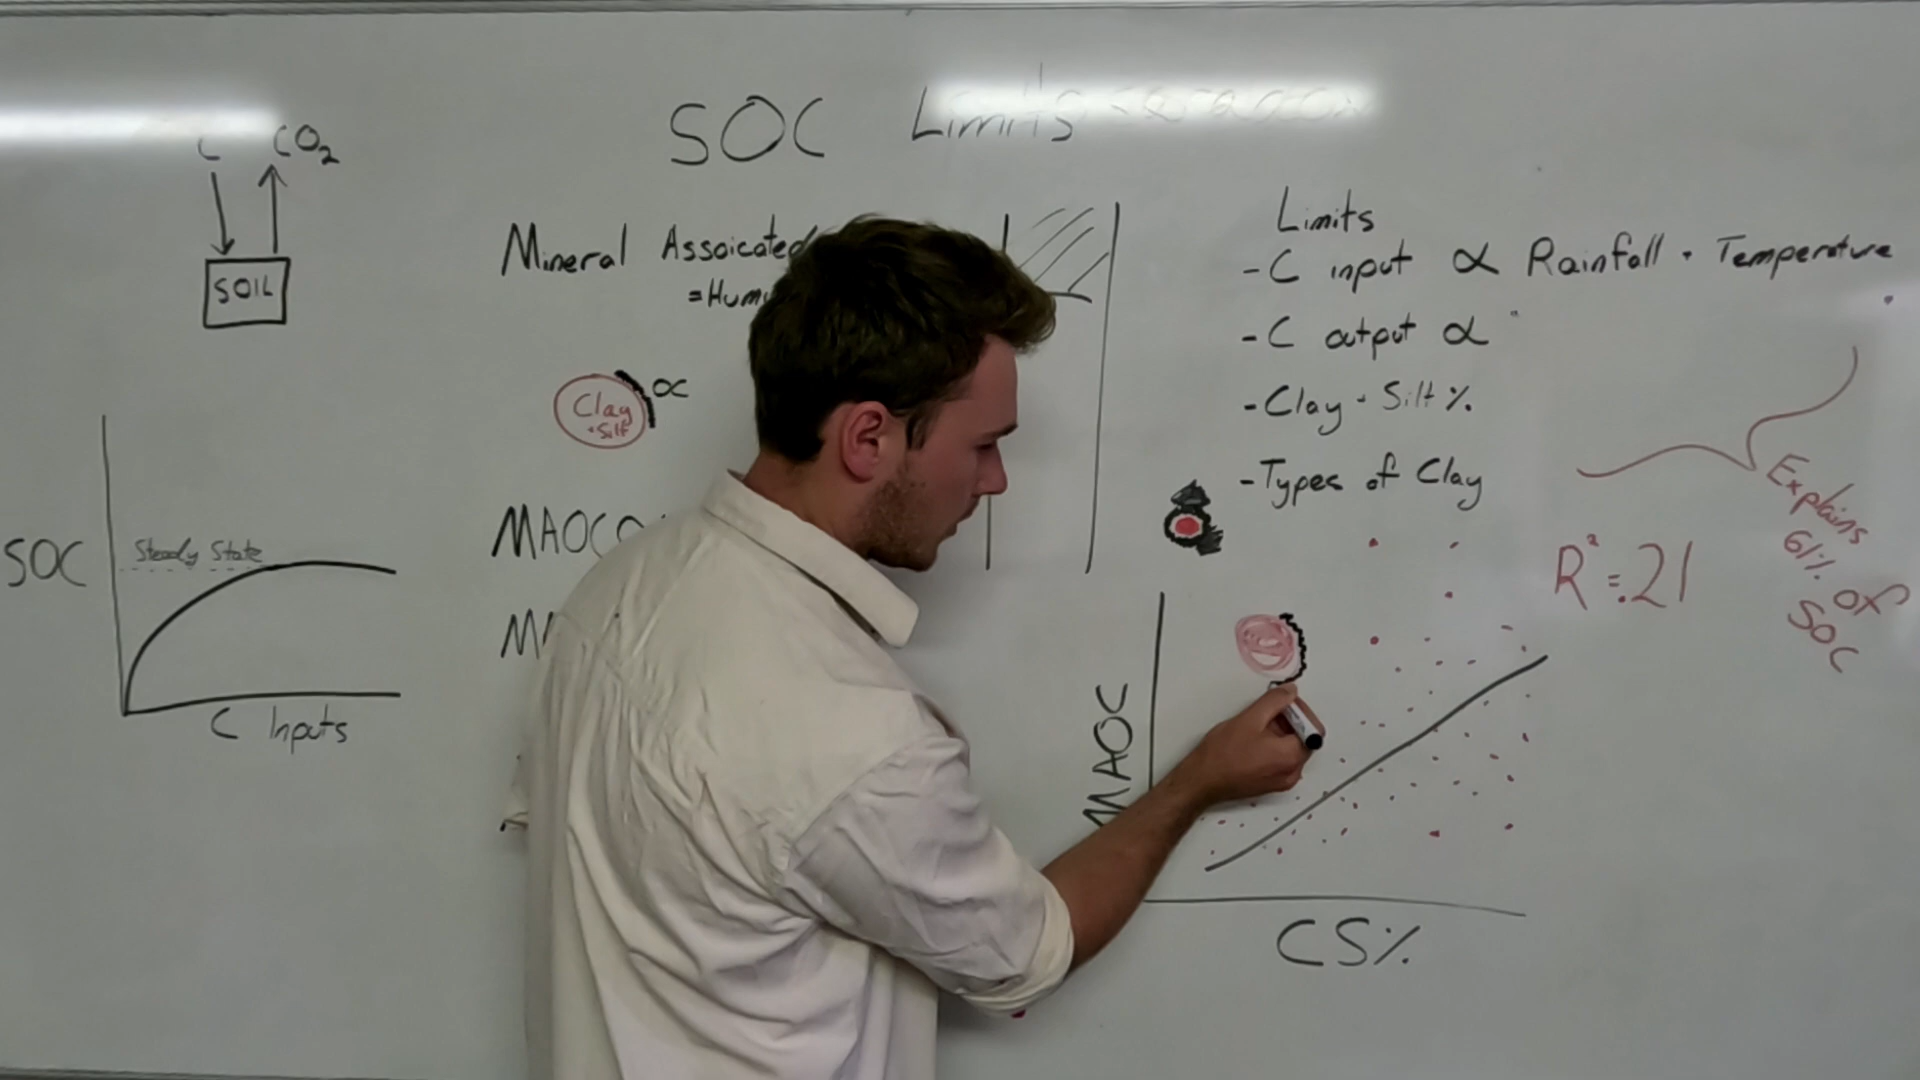 SOC Limits
C CO2
SOIL
SOC
Steady State
C Inputs
Mineral Assoicated
=Hum
Clay
+Silt
∝
MAOC
Limits
-C input ∝ Rainfall + Temperature
-C output ∝ "
-Clay + Silt %
-Types of Clay
Explains
61% of
SOC
R²=.21
MAOC
CS%